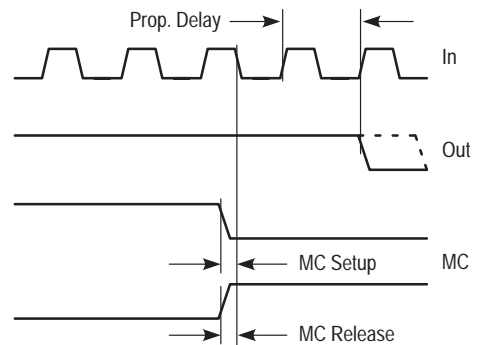 Prop. Delay
In
Out
MC Setup
MC
MC Release